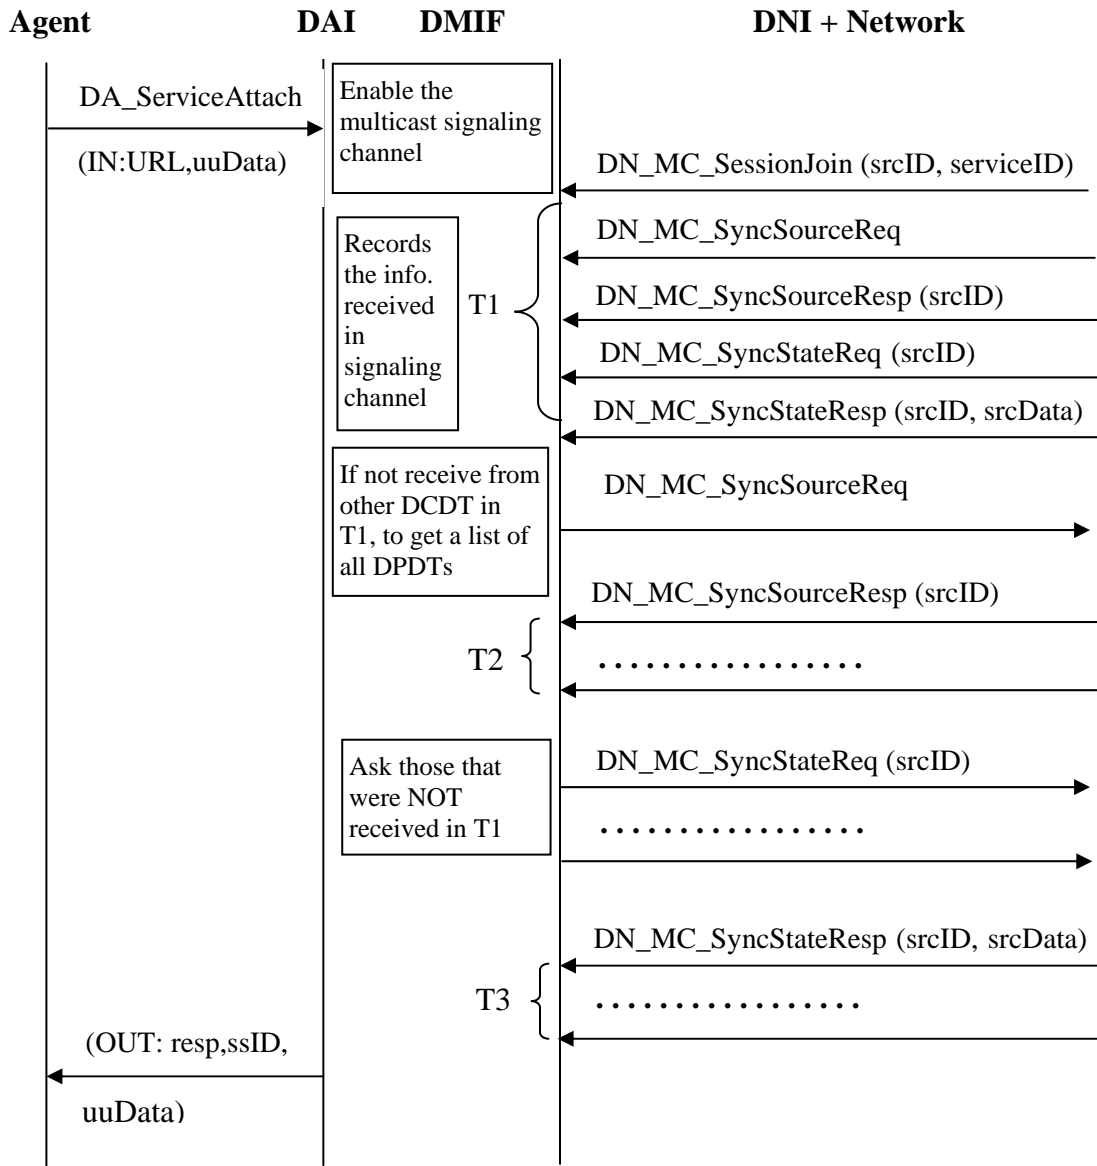 Agent DAI DMIF DNI + Network
DA_ServiceAttach
(IN:URL,uuData)
Enable the
multicast signaling
channel
DN_MC_SessionJoin (srcID, serviceID)
DN_MC_SyncSourceReq
Records
the info.
received
in
signaling
channel
T1
DN_MC_SyncSourceResp (srcID)
DN_MC_SyncStateReq (srcID)
DN_MC_SyncStateResp (srcID, srcData)
If not receive from
other DCDT in
T1, to get a list of
all DPDTs
DN_MC_SyncSourceReq
DN_MC_SyncSourceResp (srcID)
T2
. . . . . . . . . . . . . . . . .
Ask those that
were NOT
received in T1
DN_MC_SyncStateReq (srcID)
. . . . . . . . . . . . . . . . .
DN_MC_SyncStateResp (srcID, srcData)
T3
. . . . . . . . . . . . . . . . .
(OUT: resp,ssID,
uuData)